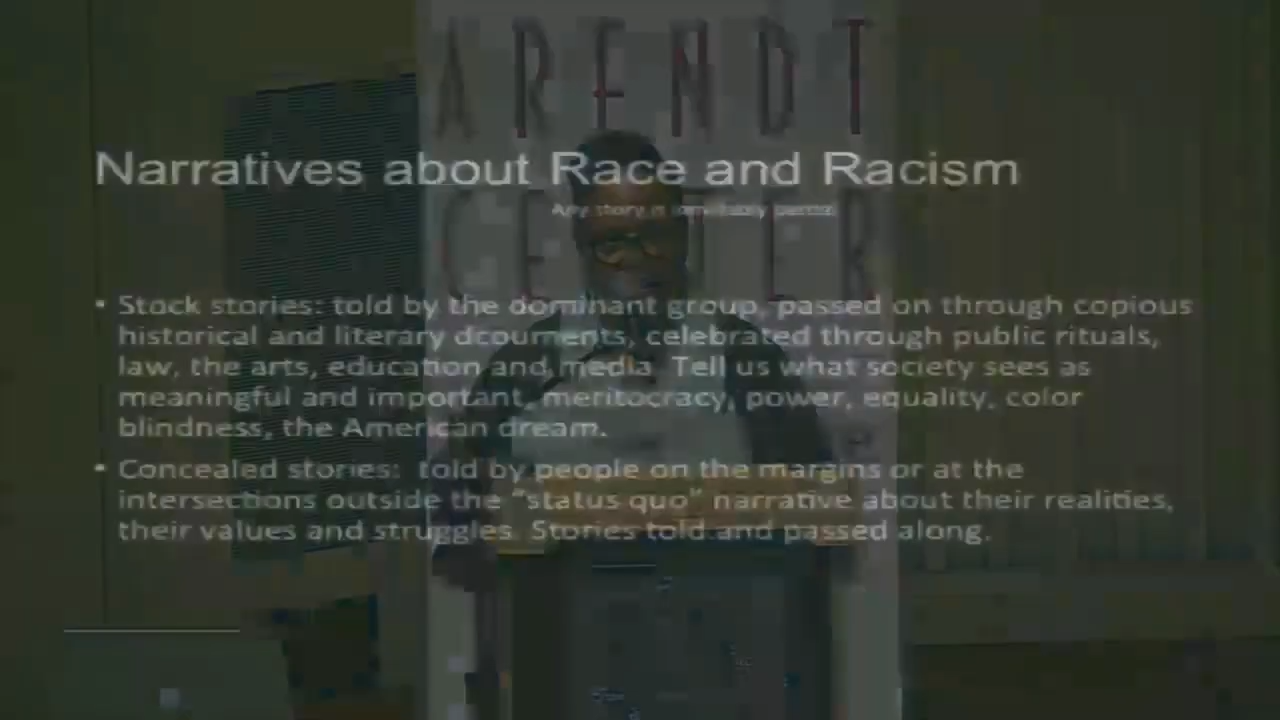 ARENDT
CENTER
Narratives about Race and Racism
Any story is inevitably partial
• Stock stories: told by the dominant group, passed on through copious
historical and literary dcouments, celebrated through public rituals,
law, the arts, education and media. Tell us what society sees as
meaningful and important, meritocracy, power, equality, color
blindness, the American dream.
• Concealed stories: told by people on the margins or at the
intersections outside the “status quo” narrative about their realities,
their values and struggles. Stories told and passed along.